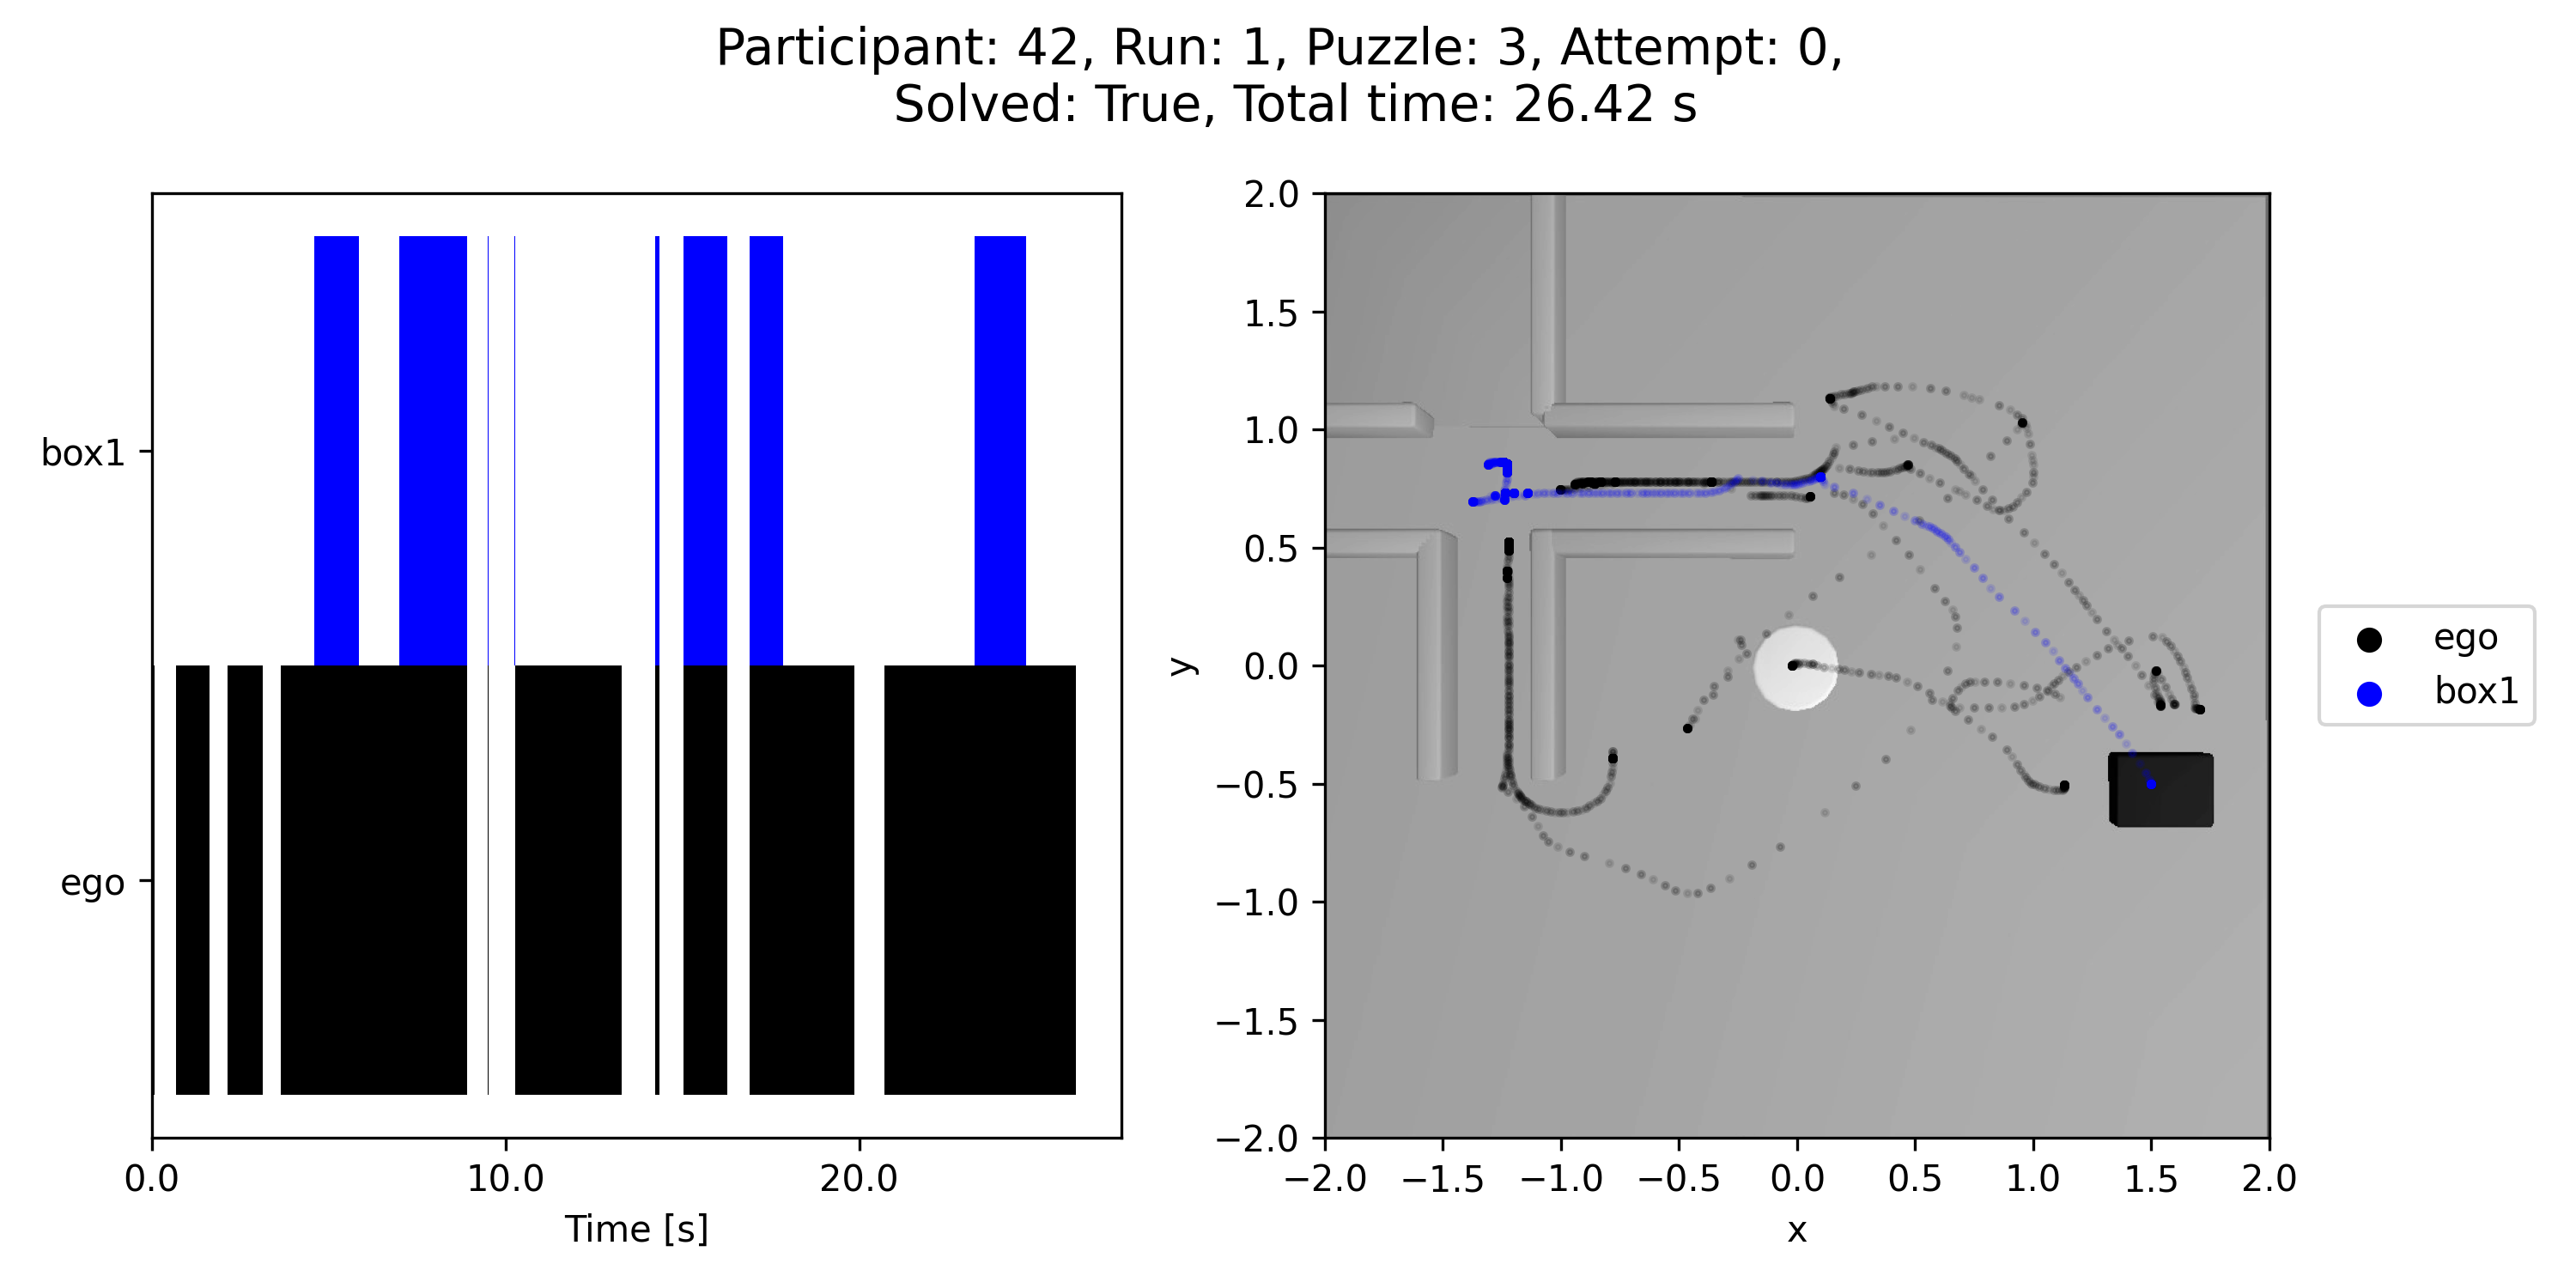 Participant: 42, Run: 1, Puzzle: 3, Attempt: 0,
Solved: True, Total time: 26.42 s
box1
ego
0.0 10.0 20.0
Time [s]
2.0
1.5
1.0
0.5
0.0
−0.5
−1.0
−1.5
−2.0
y
−2.0 −1.5 −1.0 −0.5 0.0 0.5 1.0 1.5 2.0
x
ego
box1